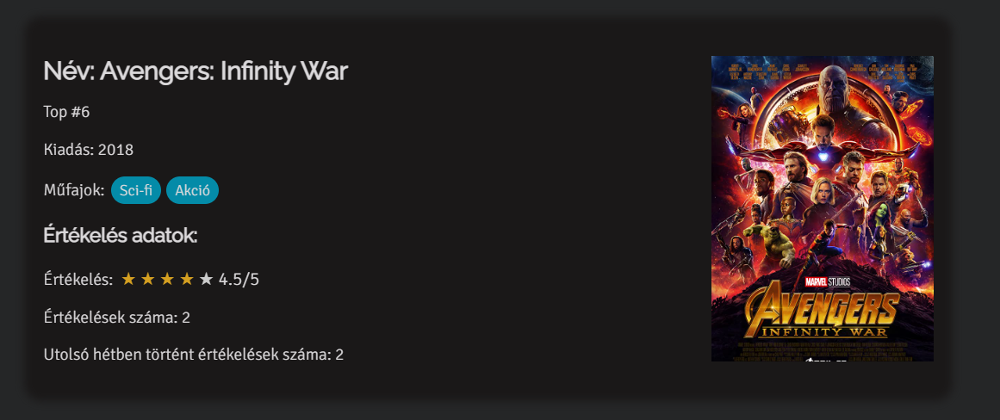 Név: Avengers: Infinity War
Top #6
Kiadás: 2018
Műfajok: Sci-fi Akció
Értékelés adatok:
Értékelés: ★ ★ ★ ★ ★ 4.5/5
Értékelések száma: 2
Utolsó hétben történt értékelések száma: 2
MARVEL STUDIOS
AVENGERS
INFINITY WAR